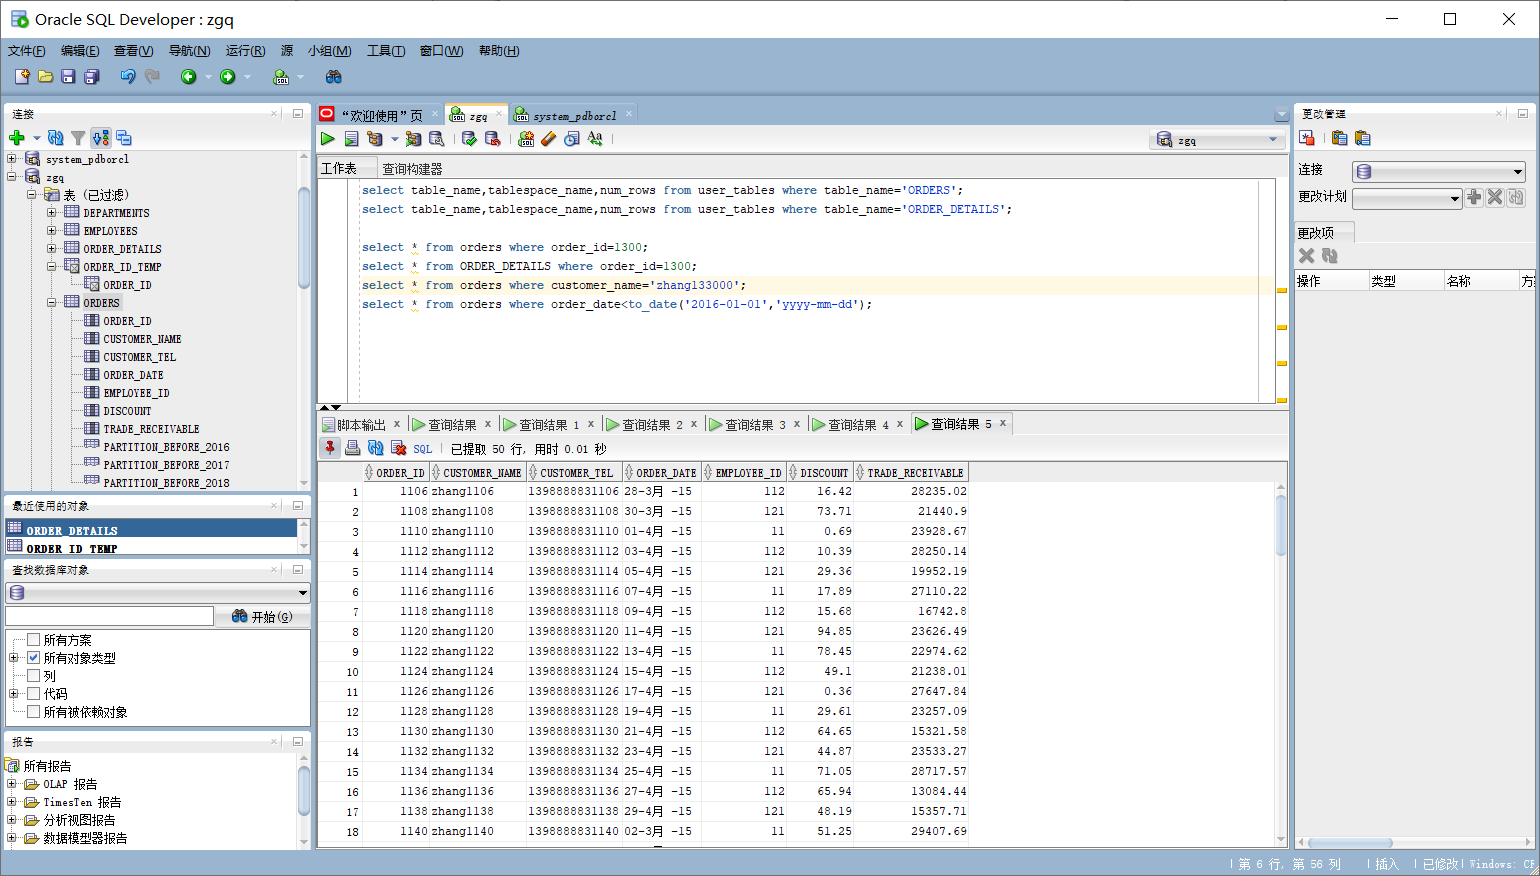 Oracle SQL Developer : zgq
文件(F) 编辑(E) 查看(V) 导航(N) 运行(R) 源 小组(M) 工具(T) 窗口(W) 帮助(H)
连接
system_pdborcl
zgq
表 (已过滤)
DEPARTMENTS
EMPLOYEES
ORDER_DETAILS
ORDER_ID_TEMP
ORDER_ID
ORDERS
ORDER_ID
CUSTOMER_NAME
CUSTOMER_TEL
ORDER_DATE
EMPLOYEE_ID
DISCOUNT
TRADE_RECEIVABLE
PARTITION_BEFORE_2016
PARTITION_BEFORE_2017
PARTITION_BEFORE_2018
最近使用的对象
ORDER_DETAILS
ORDER_ID_TEMP
查找数据库对象
开始(G)
所有方案
所有对象类型
列
代码
所有被依赖对象
报告
所有报告
OLAP 报告
TimesTen 报告
分析视图报告
数据模型器报告
“欢迎使用”页 zgq system_pdborcl
SQL Aa
zgq
工作表 查询构建器
select table_name,tablespace_name,num_rows from user_tables where table_name='ORDERS';
select table_name,tablespace_name,num_rows from user_tables where table_name='ORDER_DETAILS';
select * from orders where order_id=1300;
select * from ORDER_DETAILS where order_id=1300;
select * from orders where customer_name='zhang133000';
select * from orders where order_date<to_date('2016-01-01','yyyy-mm-dd');
脚本输出 × 查询结果 × 查询结果 1 × 查询结果 2 × 查询结果 3 × 查询结果 4 × 查询结果 5 ×
SQL 已提取 50 行, 用时 0.01 秒
ORDER_ID CUSTOMER_NAME CUSTOMER_TEL ORDER_DATE EMPLOYEE_ID DISCOUNT TRADE_RECEIVABLE
1 1106 zhang1106 1398888831106 28-3月 -15 112 16.42 28235.02
2 1108 zhang1108 1398888831108 30-3月 -15 121 73.71 21440.9
3 1110 zhang1110 1398888831110 01-4月 -15 11 0.69 23928.67
4 1112 zhang1112 1398888831112 03-4月 -15 112 10.39 28250.14
5 1114 zhang1114 1398888831114 05-4月 -15 121 29.36 19952.19
6 1116 zhang1116 1398888831116 07-4月 -15 11 17.89 27110.22
7 1118 zhang1118 1398888831118 09-4月 -15 112 15.68 16742.8
8 1120 zhang1120 1398888831120 11-4月 -15 121 94.85 23626.49
9 1122 zhang1122 1398888831122 13-4月 -15 11 78.45 22974.62
10 1124 zhang1124 1398888831124 15-4月 -15 112 49.1 21238.01
11 1126 zhang1126 1398888831126 17-4月 -15 121 0.36 27647.84
12 1128 zhang1128 1398888831128 19-4月 -15 11 29.61 23257.09
13 1130 zhang1130 1398888831130 21-4月 -15 112 64.65 15321.58
14 1132 zhang1132 1398888831132 23-4月 -15 121 44.87 23533.27
15 1134 zhang1134 1398888831134 25-4月 -15 11 71.05 28717.57
16 1136 zhang1136 1398888831136 27-4月 -15 112 65.94 13084.44
17 1138 zhang1138 1398888831138 29-4月 -15 121 48.19 15357.71
18 1140 zhang1140 1398888831140 02-3月 -15 11 51.25 29407.69
更改管理
连接
更改计划
更改项
操作 类型 名称
第 6 行, 第 56 列 插入 已修改 Windows: CF